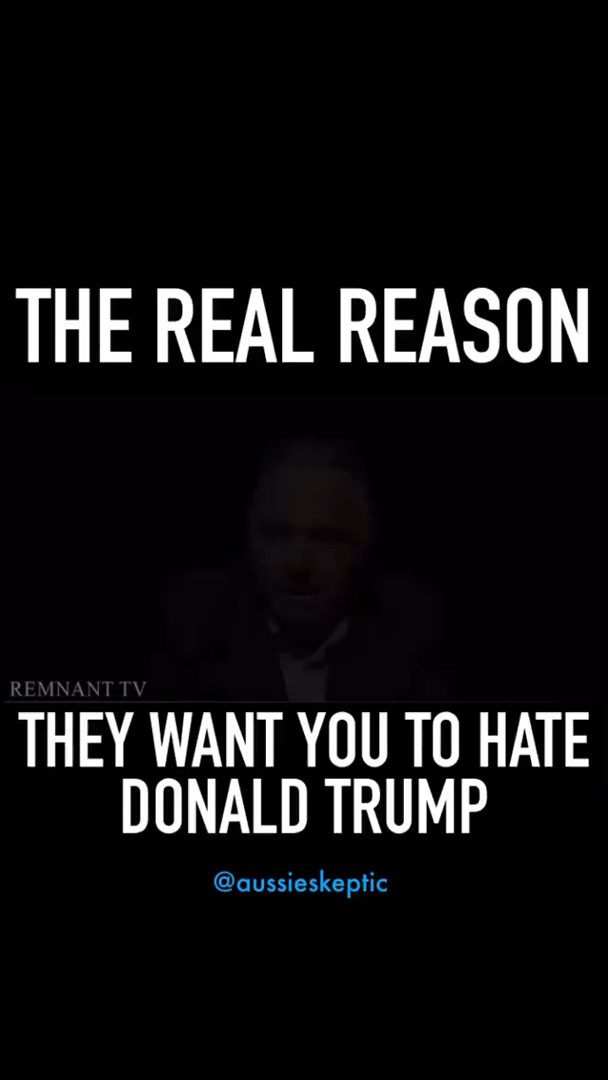 THE REAL REASON
REMNANT TV
THEY WANT YOU TO HATE
DONALD TRUMP
@aussieskeptic